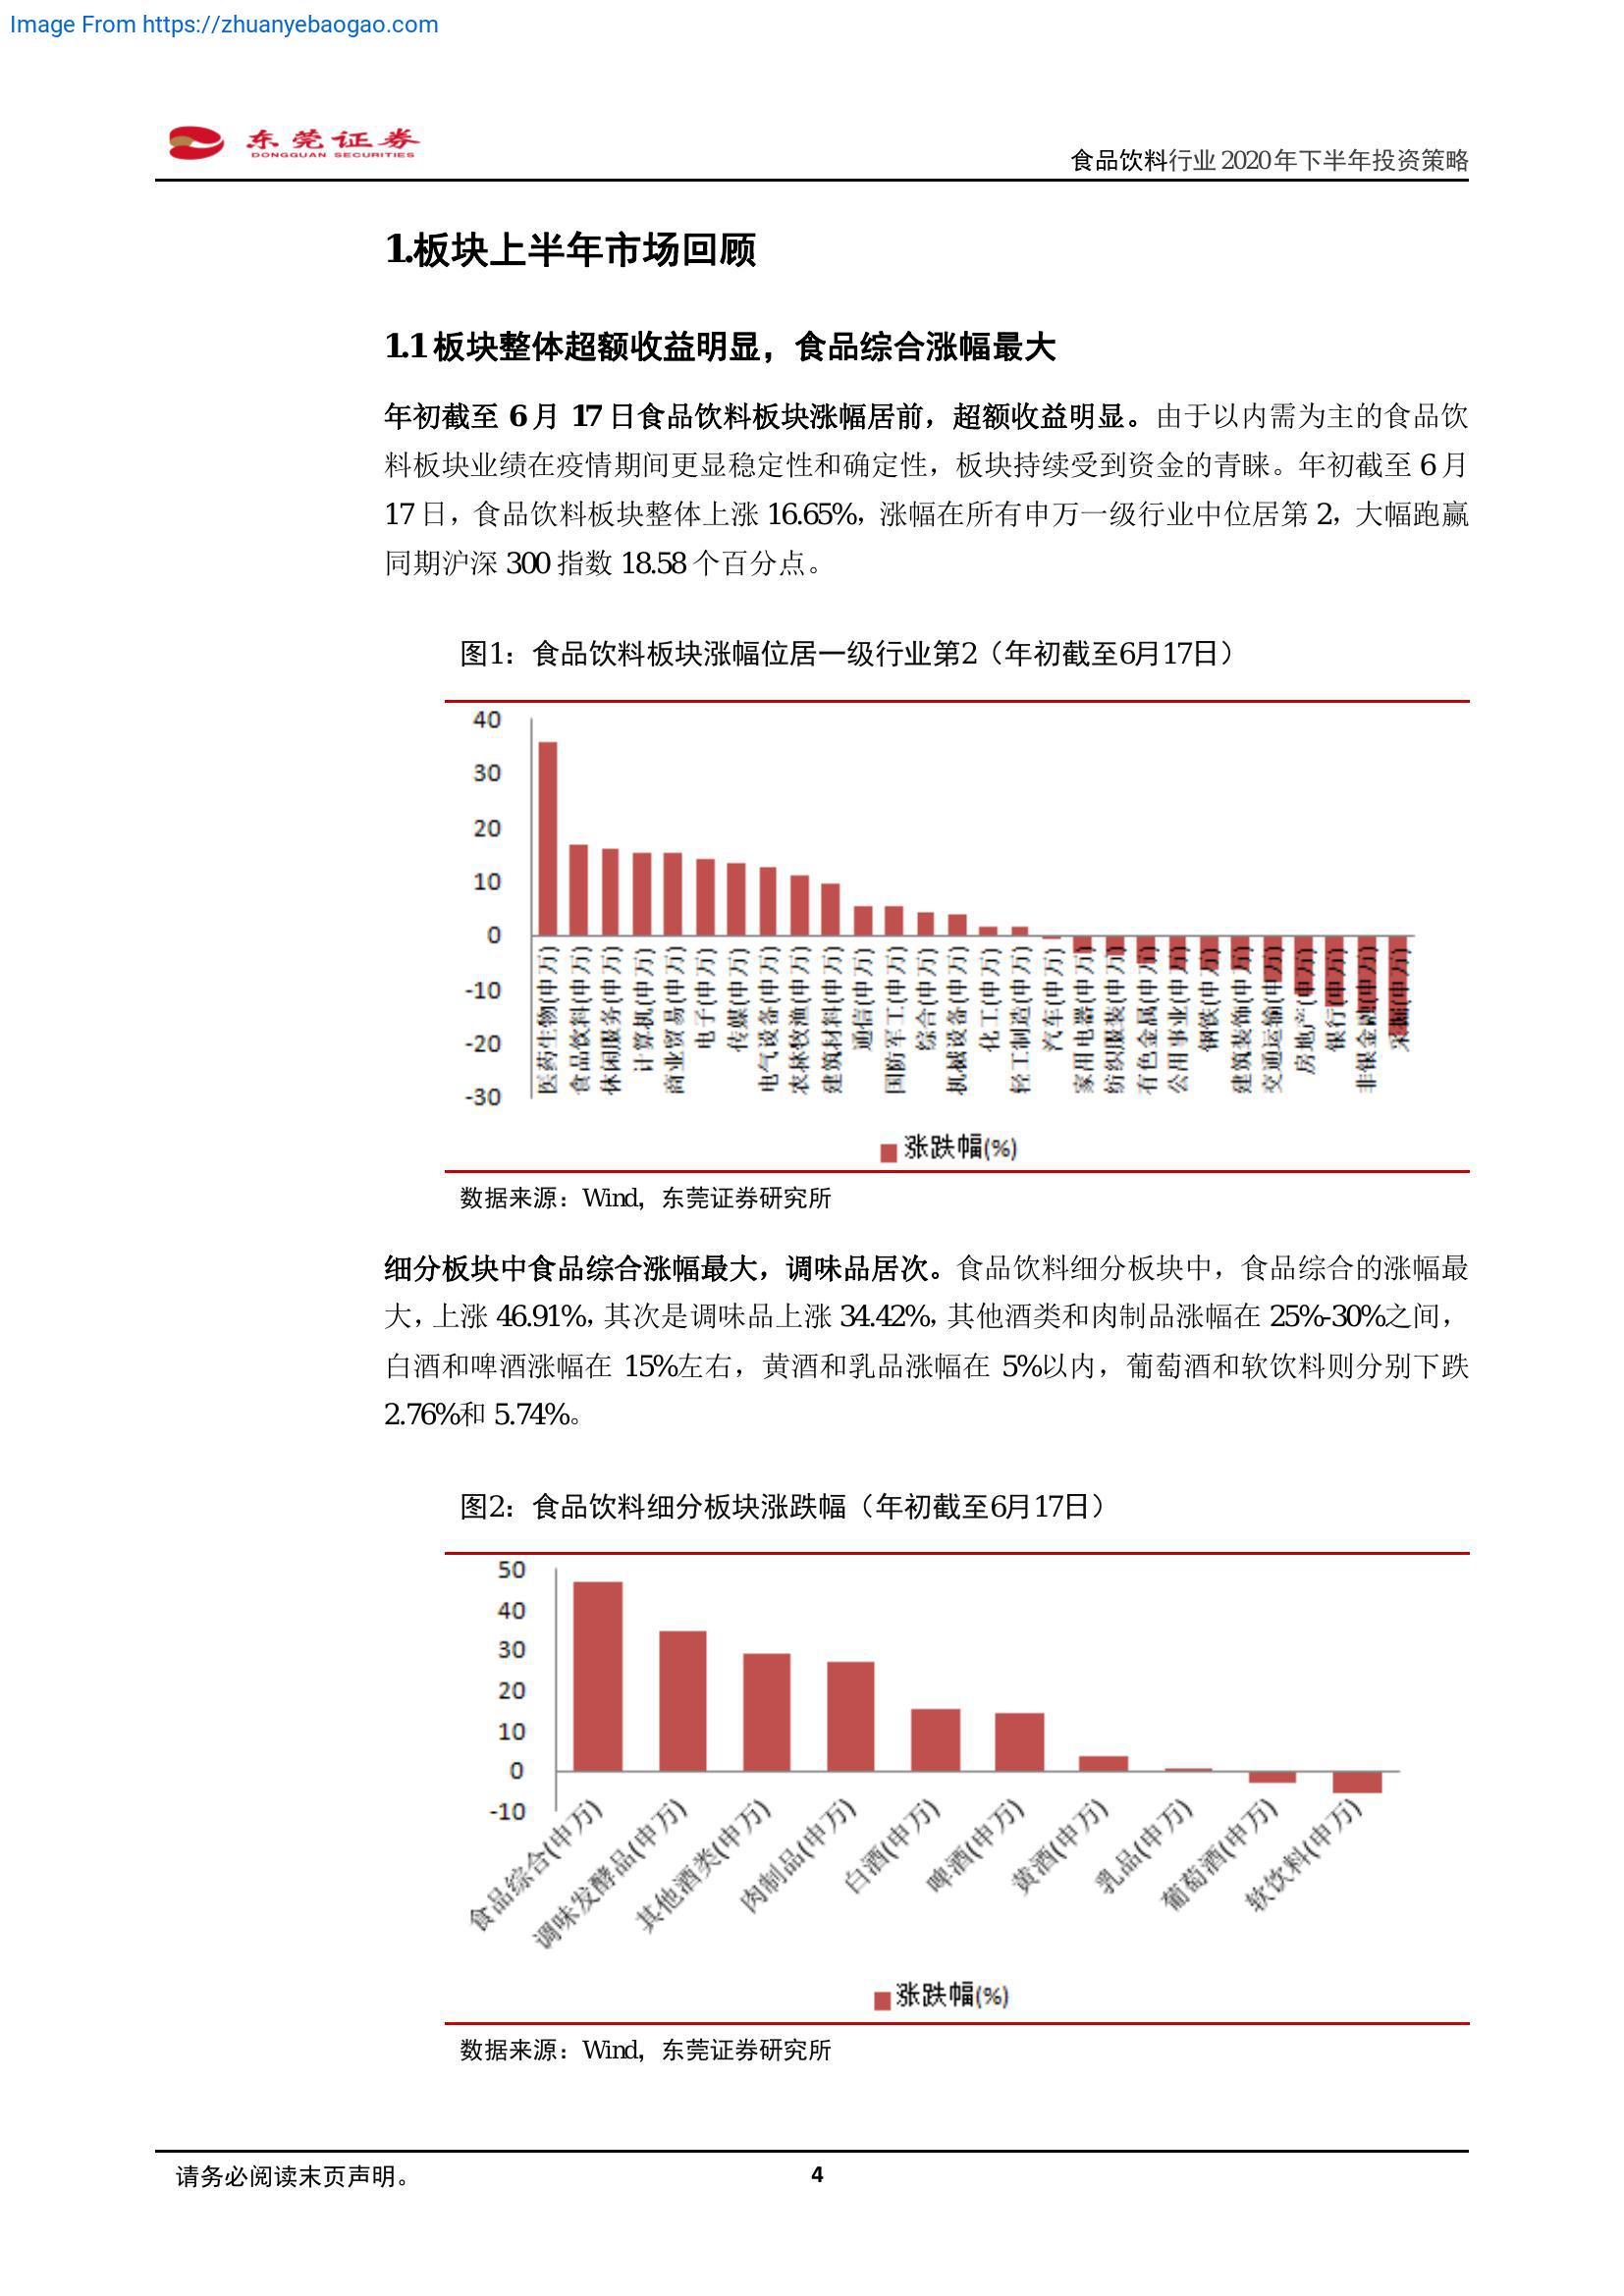 Image From https://zhuanyebaogao.com
东莞证券
DONGGUAN SECURITIES
食品饮料行业 2020 年下半年投资策略
1.板块上半年市场回顾
1.1 板块整体超额收益明显，食品综合涨幅最大
年初截至 6 月 17 日食品饮料板块涨幅居前，超额收益明显。由于以内需为主的食品饮
料板块业绩在疫情期间更显稳定性和确定性，板块持续受到资金的青睐。年初截至 6 月
17 日，食品饮料板块整体上涨 16.65%，涨幅在所有申万一级行业中位居第 2，大幅跑赢
同期沪深 300 指数 18.58 个百分点。
图1：食品饮料板块涨幅位居一级行业第2（年初截至6月17日）
40
30
20
10
0
-10
-20
-30
医药生物(申万)
食品饮料(申万)
休闲服务(申万)
计算机(申万)
商业贸易(申万)
电子(申万)
传媒(申万)
电气设备(申万)
农林牧渔(申万)
建筑材料(申万)
通信(申万)
国防军工(申万)
综合(申万)
机械设备(申万)
化工(申万)
轻工制造(申万)
汽车(申万)
家用电器(申万)
纺织服装(申万)
有色金属(申万)
公用事业(申万)
钢铁(申万)
建筑装饰(申万)
交通运输(申万)
房地产(申万)
银行(申万)
非银金融(申万)
采掘(申万)
涨跌幅(%)
数据来源：Wind，东莞证券研究所
细分板块中食品综合涨幅最大，调味品居次。食品饮料细分板块中，食品综合的涨幅最
大，上涨 46.91%，其次是调味品上涨 34.42%，其他酒类和肉制品涨幅在 25%-30%之间，
白酒和啤酒涨幅在 15%左右，黄酒和乳品涨幅在 5%以内，葡萄酒和软饮料则分别下跌
2.76%和 5.74%。
图2：食品饮料细分板块涨跌幅（年初截至6月17日）
50
40
30
20
10
0
-10
食品综合(申万)
调味发酵品(申万)
其他酒类(申万)
肉制品(申万)
白酒(申万)
啤酒(申万)
黄酒(申万)
乳品(申万)
葡萄酒(申万)
软饮料(申万)
涨跌幅(%)
数据来源：Wind，东莞证券研究所
请务必阅读末页声明。
4